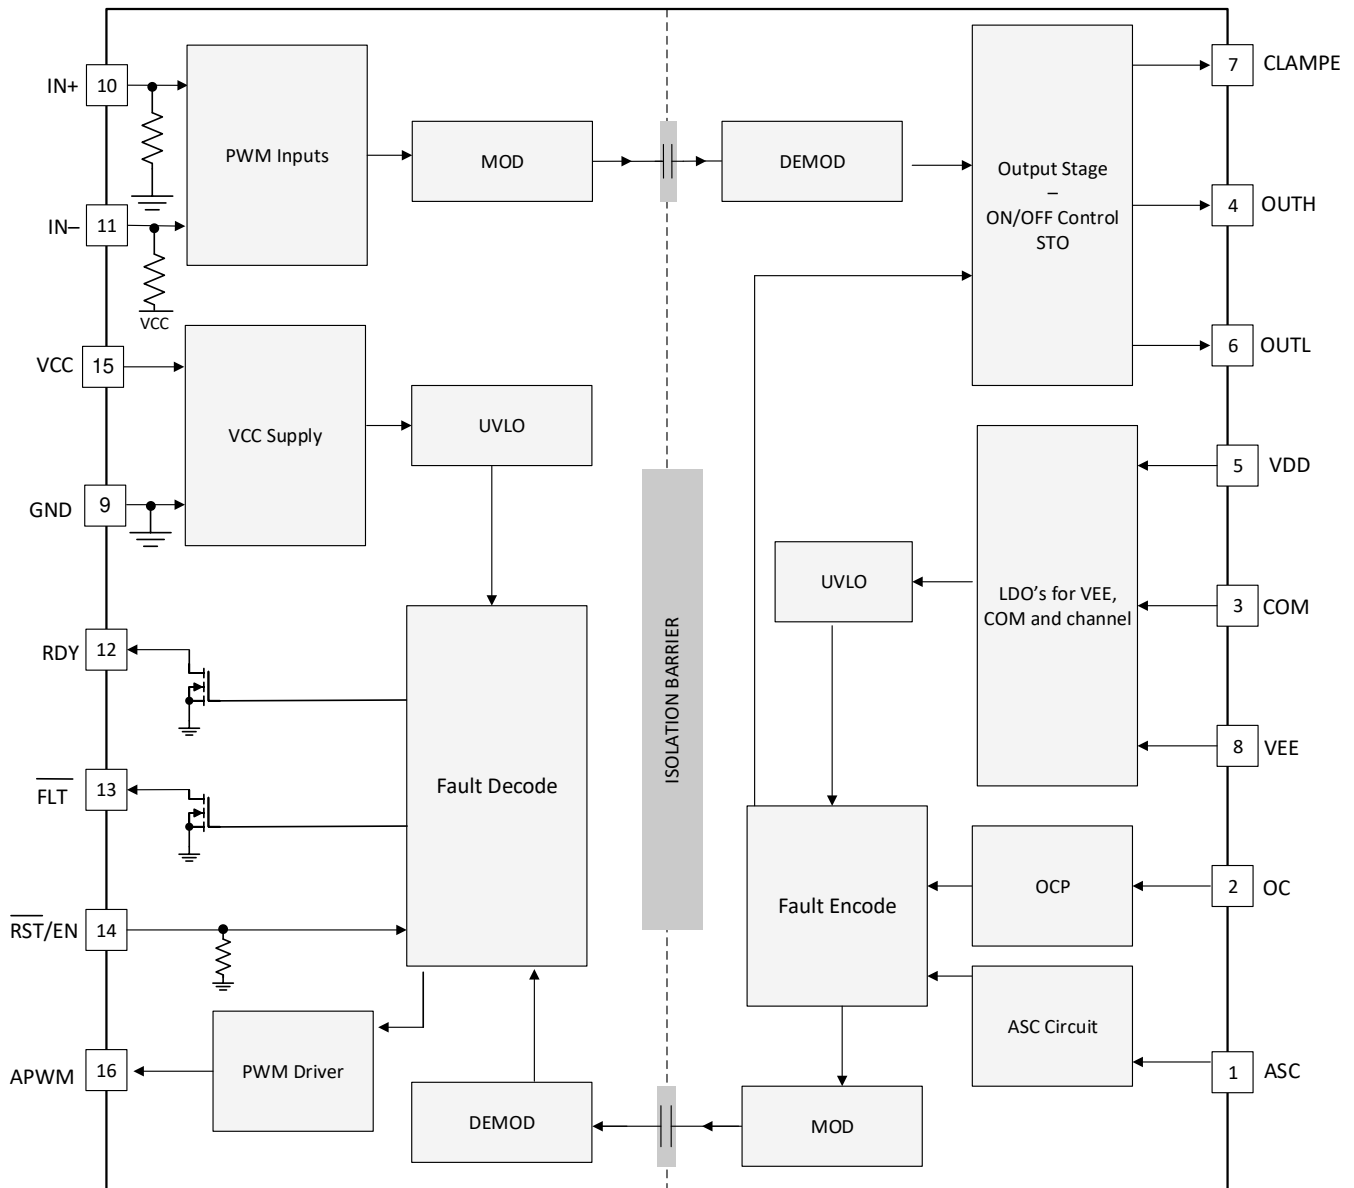 IN+
10
IN–
11
VCC
PWM Inputs
MOD
DEMOD
Output Stage
–
ON/OFF Control
STO
7
CLAMPE
4
OUTH
6
OUTL
VCC
15
GND
9
VCC Supply
UVLO
ISOLATION BARRIER
UVLO
LDO's for VEE,
COM and channel
5
VDD
3
COM
8
VEE
RDY
12
FLT
13
RST/EN
14
APWM
16
Fault Decode
PWM Driver
DEMOD
Fault Encode
OCP
2
OC
ASC Circuit
1
ASC
MOD